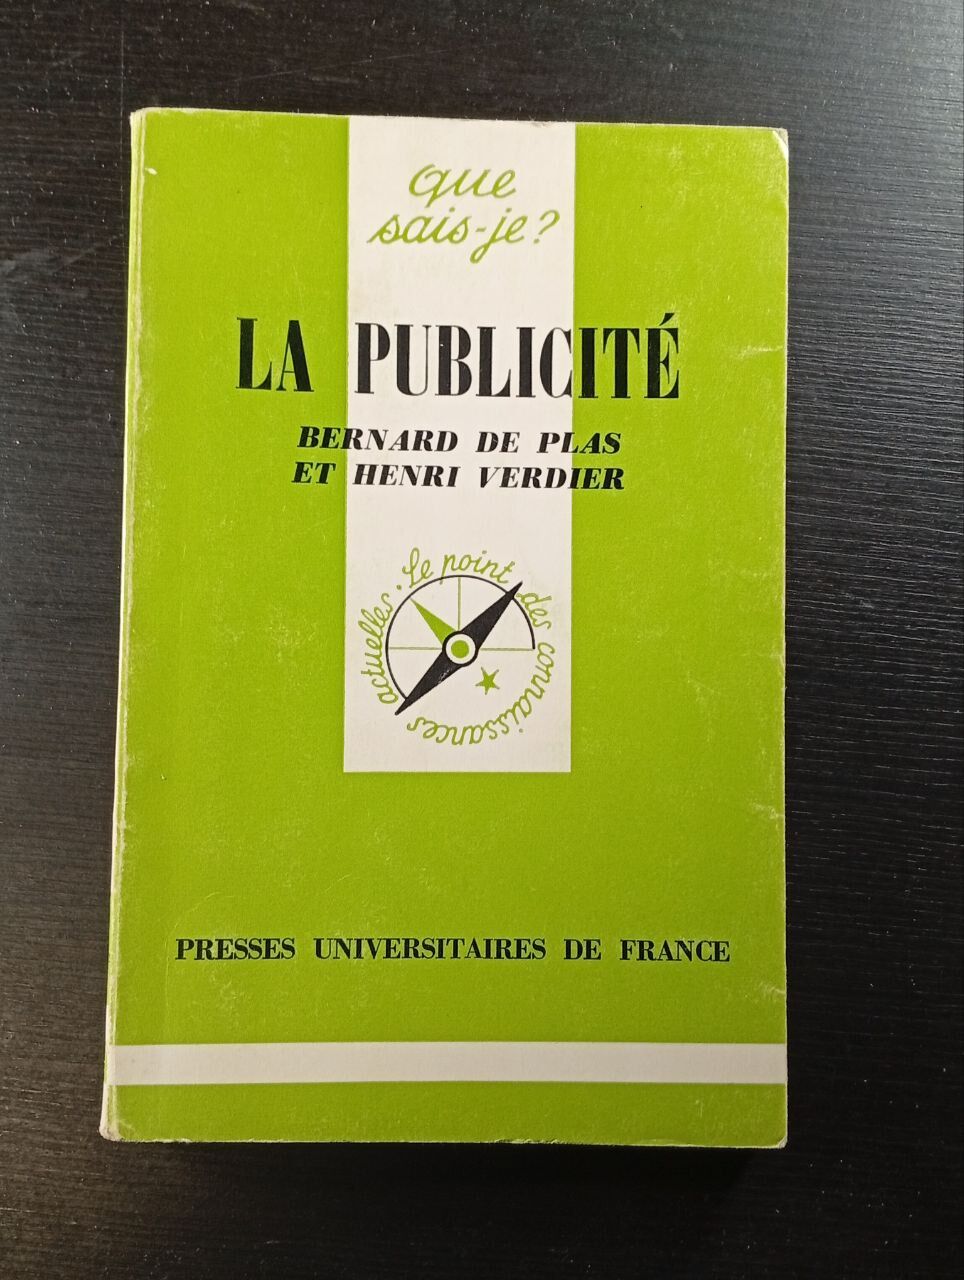 que
sais-je?
LA PUBLICITÉ
BERNARD DE PLAS
ET HENRI VERDIER
Le point des connaissances actuelles.
PRESSES UNIVERSITAIRES DE FRANCE